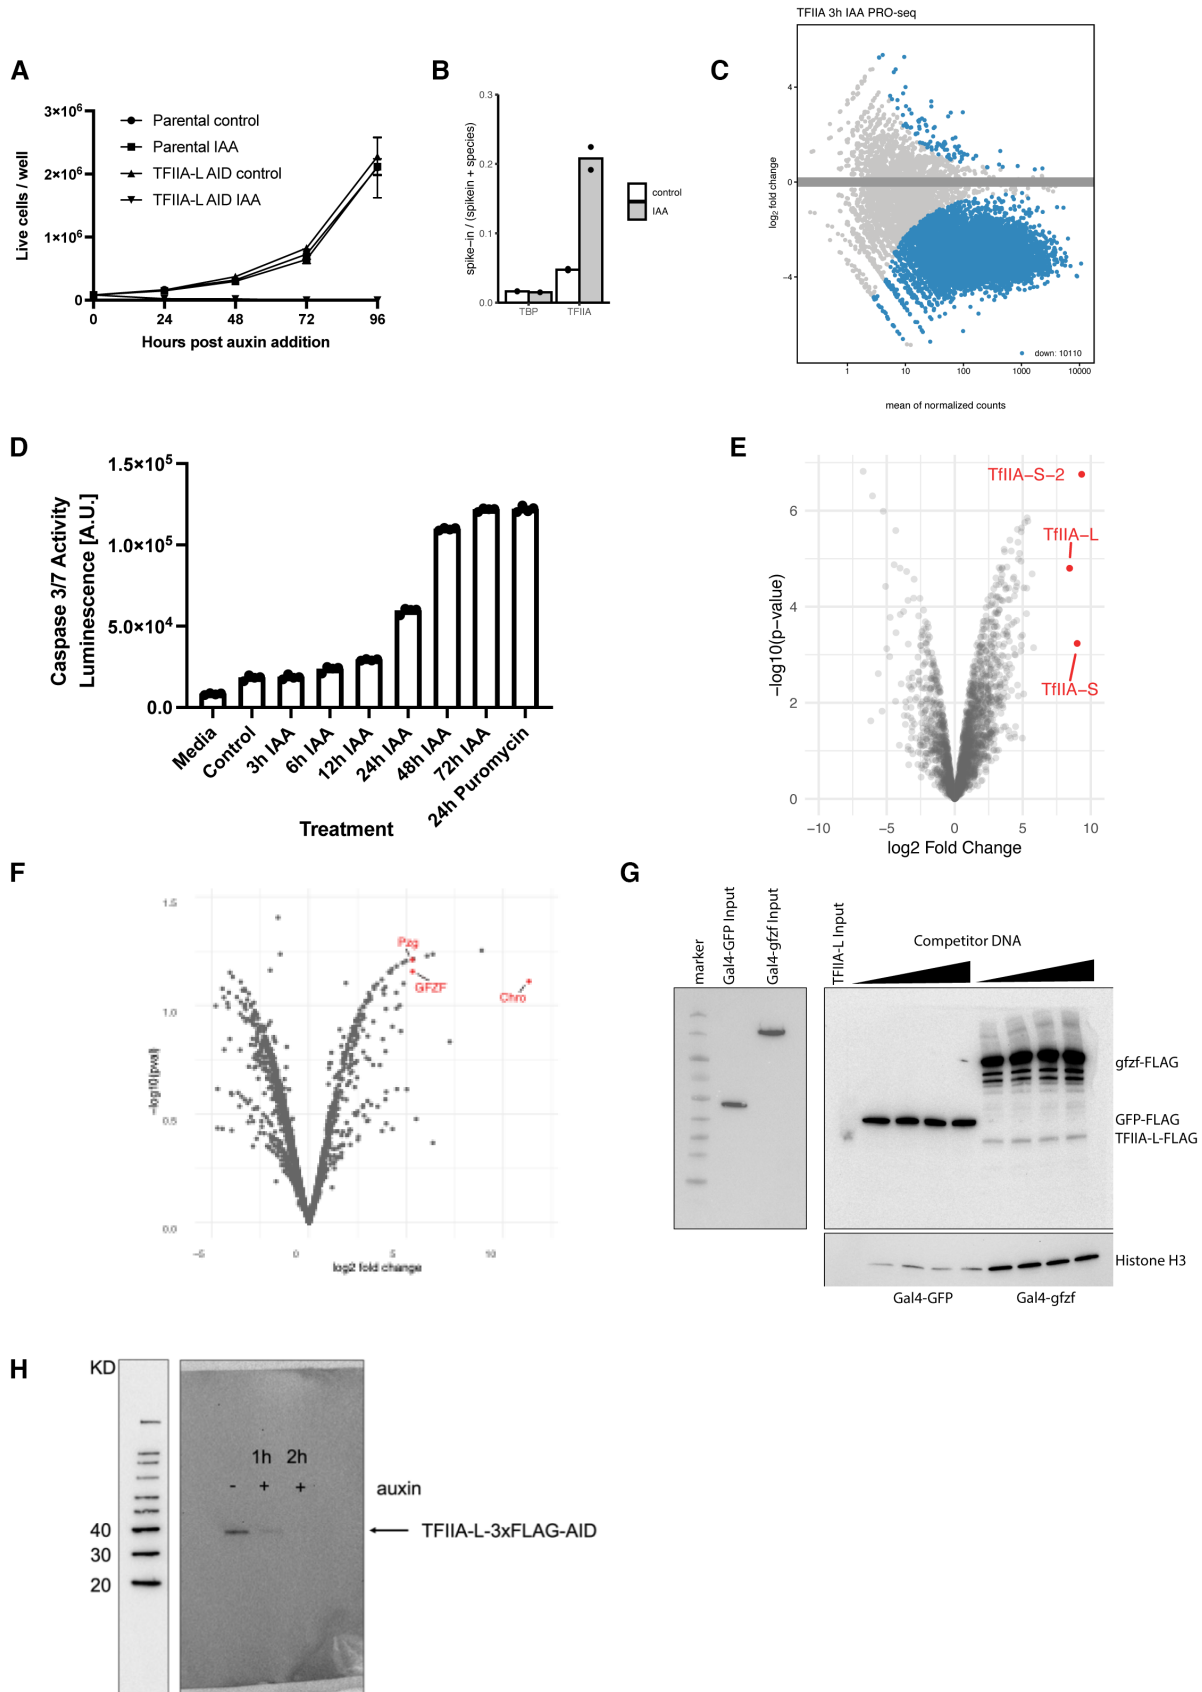 A
3×10⁶
2×10⁶
1×10⁶
0
Live cells / well
Parental control
Parental IAA
TFIIA-L AID control
TFIIA-L AID IAA
0 24 48 72 96
Hours post auxin addition
B
0.3
0.2
0.1
0.0
spike−in / (spikein + species)
TBP TFIIA
control
IAA
C
TFIIA 3h IAA PRO-seq
4
0
−4
log₂ fold change
down: 10110
1 10 100 1000 10000
mean of normalized counts
D
1.5×10⁵
1.0×10⁵
5.0×10⁴
0.0
Caspase 3/7 Activity
Luminescence [A.U.]
Media
Control
3h IAA
6h IAA
12h IAA
24h IAA
48h IAA
72h IAA
24h Puromycin
Treatment
E
TfIIA−S−2
TfIIA−L
TfIIA−S
6
4
2
0
−log10(p−value)
−10 −5 0 5 10
log2 Fold Change
F
1.5
1.0
0.5
0.0
−log10(pval)
Pzg
GFZF
Chro
−5 0 5 10
log2 fold change
G
marker
Gal4-GFP Input
Gal4-gfzf Input
TFIIA-L Input
Competitor DNA
gfzf-FLAG
GFP-FLAG
TFIIA-L-FLAG
Histone H3
Gal4-GFP Gal4-gfzf
H
KD
40
30
20
1h 2h
- + + auxin
TFIIA-L-3xFLAG-AID